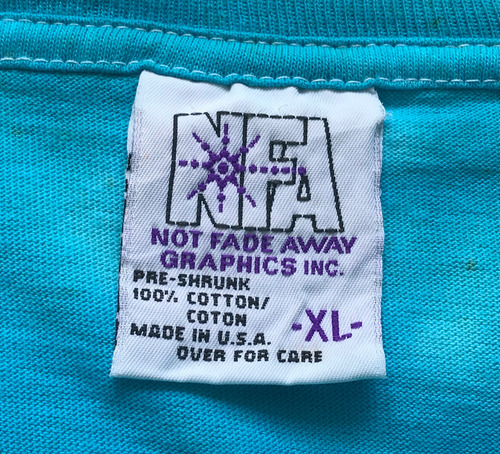 NFA
NOT FADE AWAY
GRAPHICS INC.
PRE-SHRUNK
100% COTTON/
COTON
MADE IN U.S.A.
-XL-
OVER FOR CARE